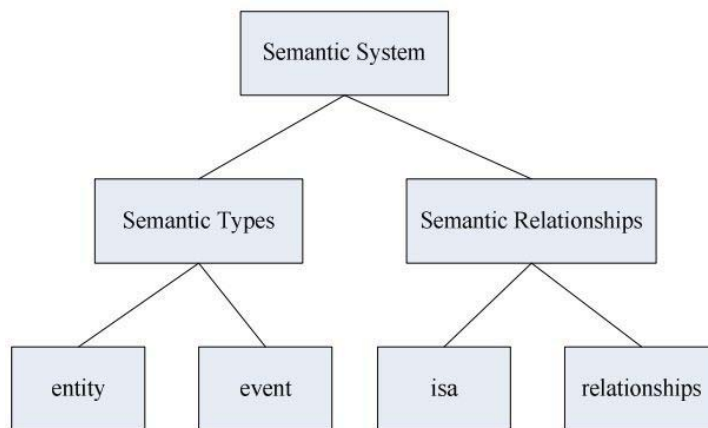 Semantic System
Semantic Types
Semantic Relationships
entity
event
isa
relationships